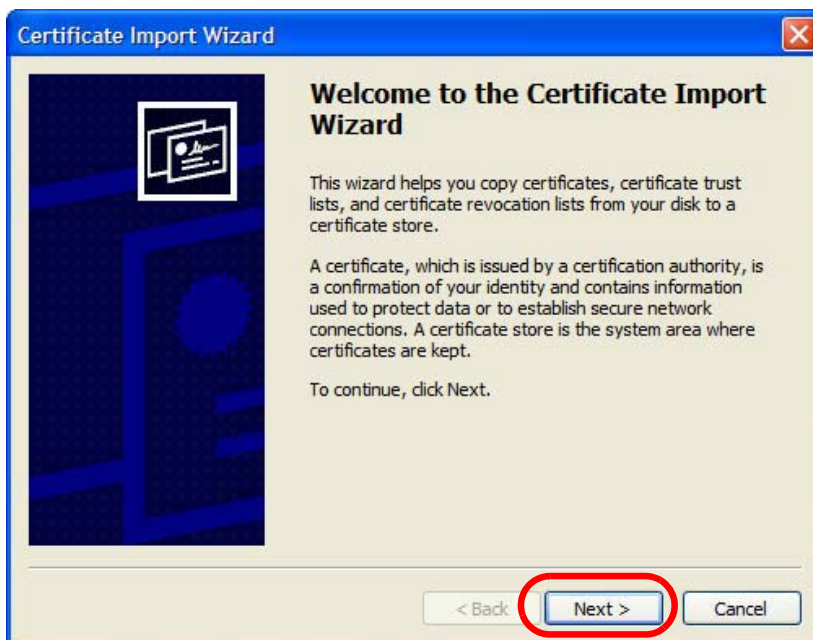 Certificate Import Wizard
Welcome to the Certificate Import
Wizard
This wizard helps you copy certificates, certificate trust
lists, and certificate revocation lists from your disk to a
certificate store.
A certificate, which is issued by a certification authority, is
a confirmation of your identity and contains information
used to protect data or to establish secure network
connections. A certificate store is the system area where
certificates are kept.
To continue, click Next.
< Back Next > Cancel